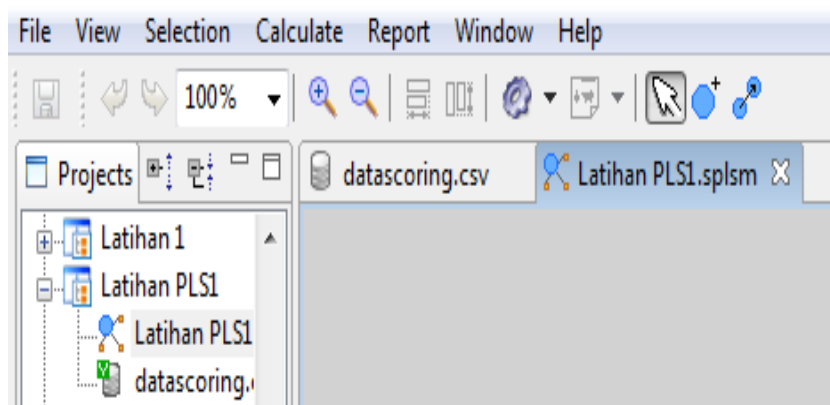 File View Selection Calculate Report Window Help
100%
Projects
datascoring.csv Latihan PLS1.splsm
Latihan 1
Latihan PLS1
Latihan PLS1
datascoring.